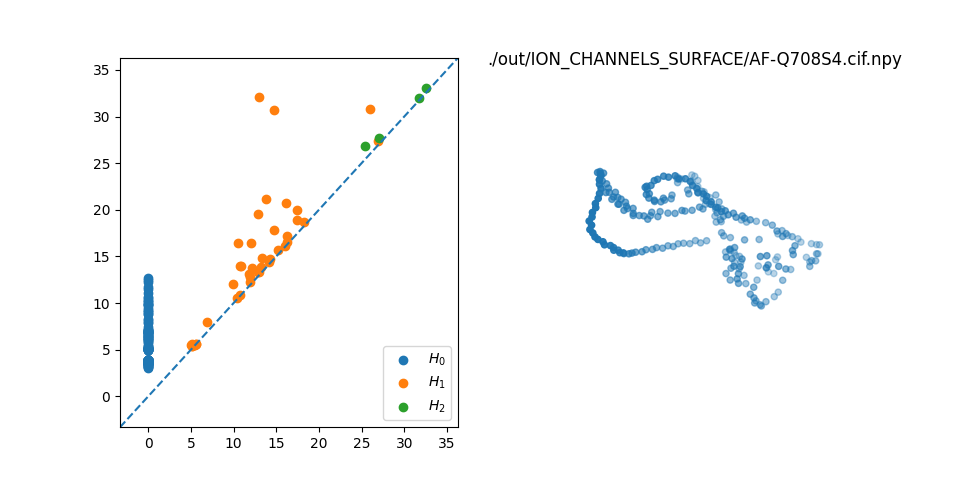 ./out/ION_CHANNELS_SURFACE/AF-Q708S4.cif.npy
35
30
25
20
15
10
5
0
H₀
H₁
H₂
0 5 10 15 20 25 30 35